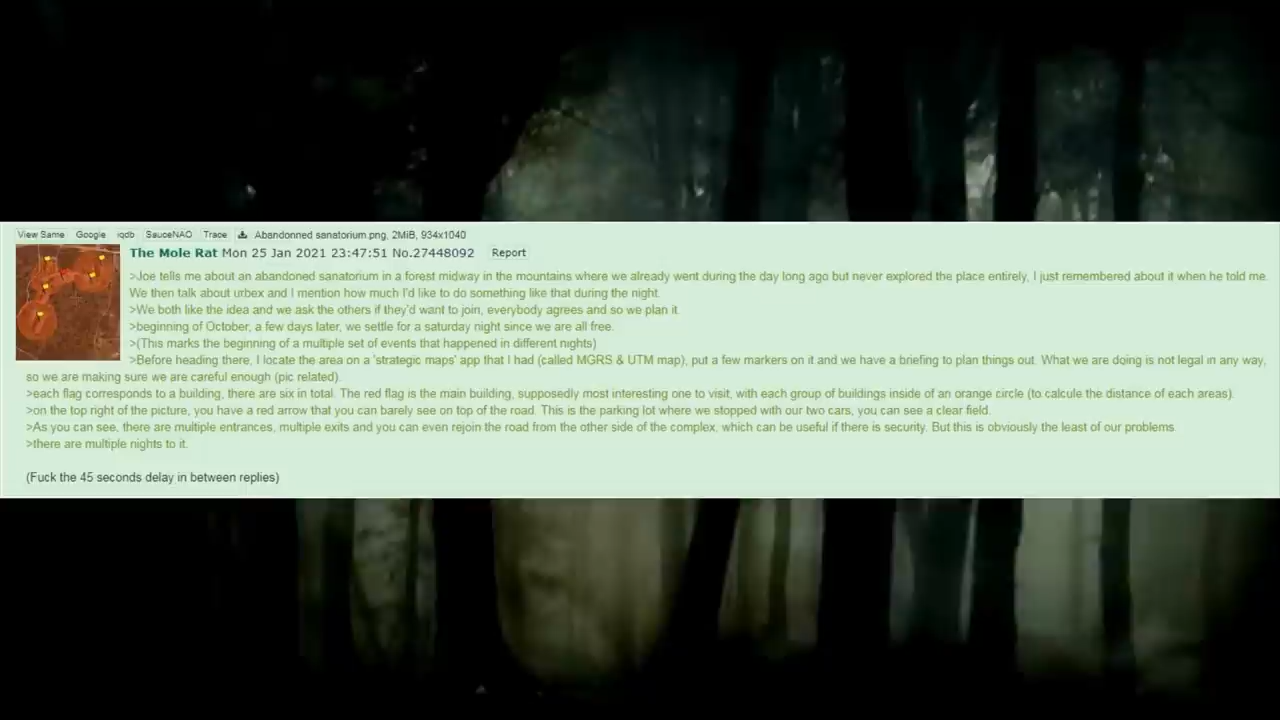 View Same Google iqdb SauceNAO Trace Abandonned sanatorium.png, 2MiB, 934x1040
The Mole Rat Mon 25 Jan 2021 23:47:51 No.27448092 Report
>Joe tells me about an abandoned sanatorium in a forest midway in the mountains where we already went during the day long ago but never explored the place entirely, I just remembered about it when he told me.
We then talk about urbex and I mention how much I'd like to do something like that during the night.
>We both like the idea and we ask the others if they'd want to join, everybody agrees and so we plan it.
>beginning of October, a few days later, we settle for a saturday night since we are all free.
>(This marks the beginning of a multiple set of events that happened in different nights)
>Before heading there, I locate the area on a 'strategic maps' app that I had (called MGRS & UTM map), put a few markers on it and we have a briefing to plan things out. What we are doing is not legal in any way,
so we are making sure we are careful enough (pic related).
>each flag corresponds to a building, there are six in total. The red flag is the main building, supposedly most interesting one to visit, with each group of buildings inside of an orange circle (to calcule the distance of each areas).
>on the top right of the picture, you have a red arrow that you can barely see on top of the road. This is the parking lot where we stopped with our two cars, you can see a clear field.
>As you can see, there are multiple entrances, multiple exits and you can even rejoin the road from the other side of the complex, which can be useful if there is security. But this is obviously the least of our problems.
>there are multiple nights to it.
(Fuck the 45 seconds delay in between replies)